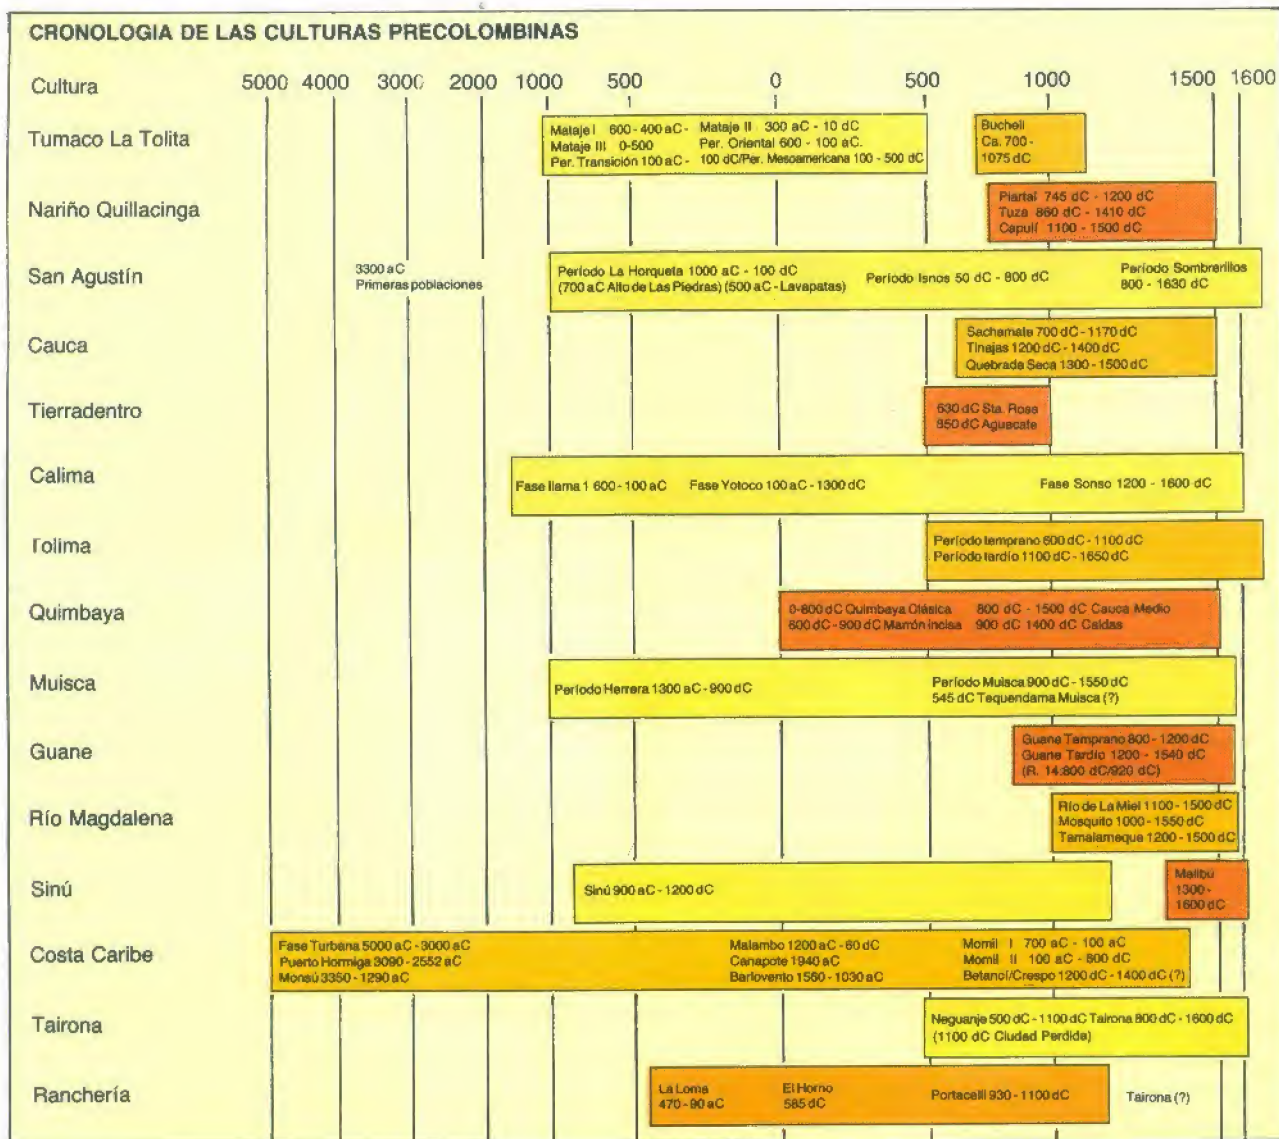 CRONOLOGIA DE LAS CULTURAS PRECOLOMBINAS
Cultura 5000 4000 3000 2000 1000 500 0 500 1000 1500 1600
Tumaco La Tolita
Mataje I 600 - 400 aC - Mataje II 300 aC - 10 dC
Mataje III 0-500 Per. Oriental 600 - 100 aC.
Per. Transición 100 aC - 100 dC/Per. Mesoamericana 100 - 500 dC
Bucheli
Ca. 700 -
1075 dC
Nariño Quillacinga
Piartal 745 dC - 1200 dC
Tuza 860 dC - 1410 dC
Capulí 1100 - 1500 dC
San Agustín
3300 aC
Primeras poblaciones
Período La Horqueta 1000 aC - 100 dC
(700 aC Alto de Las Piedras) (500 aC - Lavapatas)
Período Isnos 50 dC - 800 dC
Período Sombrerillos
800 - 1630 dC
Cauca
Sachamate 700 dC - 1170 dC
Tinajas 1200 dC - 1400 dC
Quebrada Seca 1300 - 1500 dC
Tierradentro
630 dC Sta. Rosa
850 dC Aguacate
Calima
Fase Ilama 1 600 - 100 aC Fase Yotoco 100 aC - 1300 dC Fase Sonso 1200 - 1600 dC
Tolima
Período temprano 600 dC - 1100 dC
Período tardío 1100 dC - 1650 dC
Quimbaya
0-800 dC Quimbaya Clásica 800 dC - 1500 dC Cauca Medio
600 dC - 900 dC Marrón incisa 900 dC 1400 dC Caldas
Muisca
Período Herrera 1300 aC - 900 dC
Período Muisca 900 dC - 1550 dC
545 dC Tequendama Muisca (?)
Guane
Guane Temprano 800 - 1200 dC
Guane Tardío 1200 - 1540 dC
(R. 14:800 dC/920 dC)
Río Magdalena
Río de La Miel 1100 - 1500 dC
Mosquito 1000 - 1550 dC
Tamalameque 1200 - 1500 dC
Sinú
Sinú 900 aC - 1200 dC
Malibú
1300 -
1600 dC
Costa Caribe
Fase Turbana 5000 aC - 3000 aC Malambo 1200 aC - 60 dC Momil I 700 aC - 100 aC
Puerto Hormiga 3090 - 2552 aC Canapote 1940 aC Momil II 100 aC - 800 dC
Monsú 3350 - 1290 aC Barlovento 1560 - 1030 aC Betancí/Crespo 1200 dC - 1400 dC (?)
Tairona
Neguanje 500 dC - 1100 dC Tairona 800 dC - 1600 dC
(1100 dC Ciudad Perdida)
Ranchería
La Loma
470 - 90 aC
El Horno
585 dC
Portacelli 930 - 1100 dC
Tairona (?)